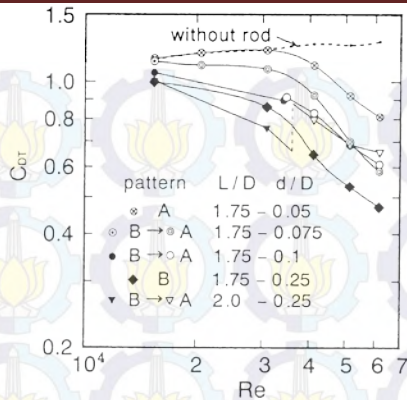 1.5
without rod
1.0
0.8
0.6
0.4
0.2
C_DT
pattern L/D d/D
⊗ A 1.75 – 0.05
⊙ B → ⊚ A 1.75 – 0.075
● B → ○ A 1.75 – 0.1
◆ B 1.75 – 0.25
▼ B → ▽ A 2.0 – 0.25
10⁴ 2 3 4 5 6 7
Re